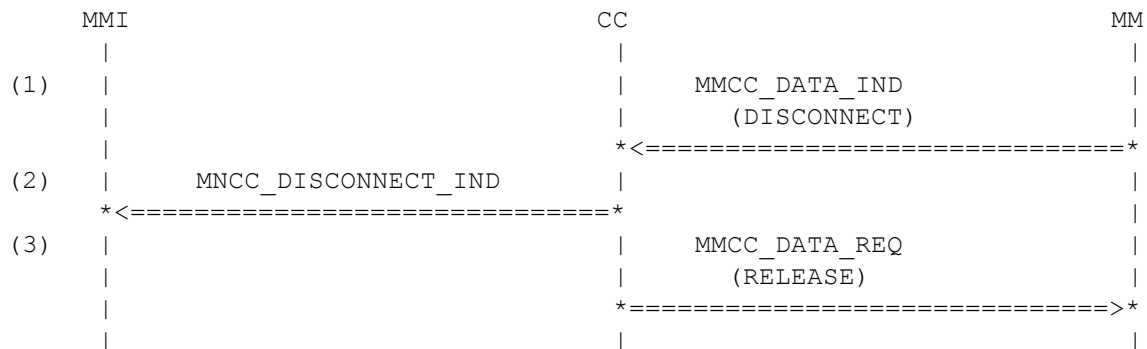 MMI CC MM
(1) MMCC_DATA_IND
(DISCONNECT)
(2) MNCC_DISCONNECT_IND
(3) MMCC_DATA_REQ
(RELEASE)